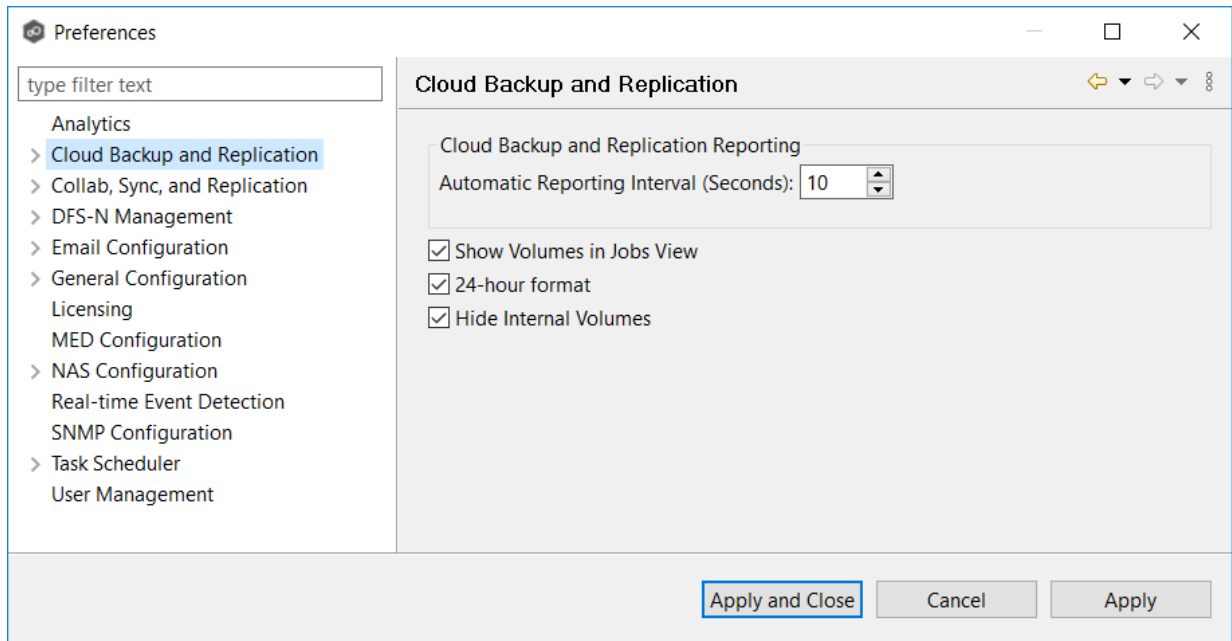 Preferences
type filter text
Analytics
Cloud Backup and Replication
Collab, Sync, and Replication
DFS-N Management
Email Configuration
General Configuration
Licensing
MED Configuration
NAS Configuration
Real-time Event Detection
SNMP Configuration
Task Scheduler
User Management
Cloud Backup and Replication
Cloud Backup and Replication Reporting
Automatic Reporting Interval (Seconds): 10
Show Volumes in Jobs View
24-hour format
Hide Internal Volumes
Apply and Close Cancel Apply